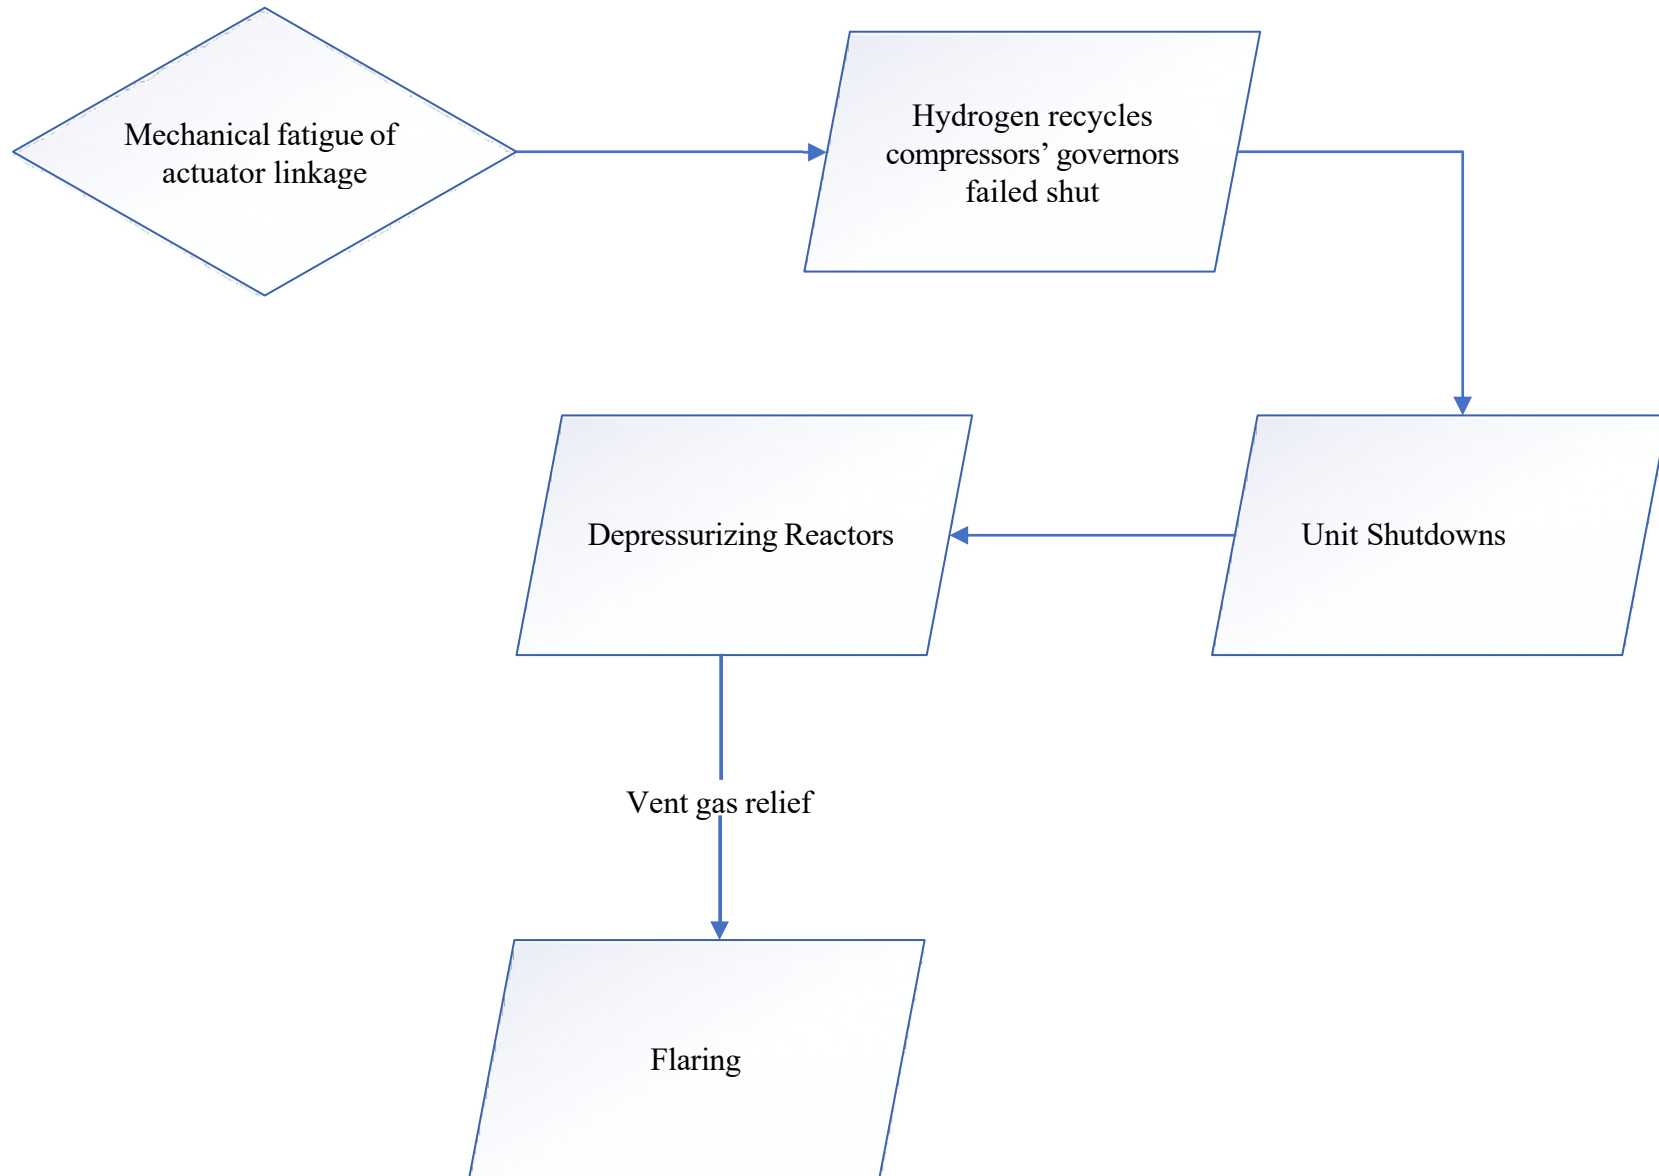 Mechanical fatigue of
actuator linkage
Hydrogen recycles
compressors’ governors
failed shut
Unit Shutdowns
Depressurizing Reactors
Vent gas relief
Flaring